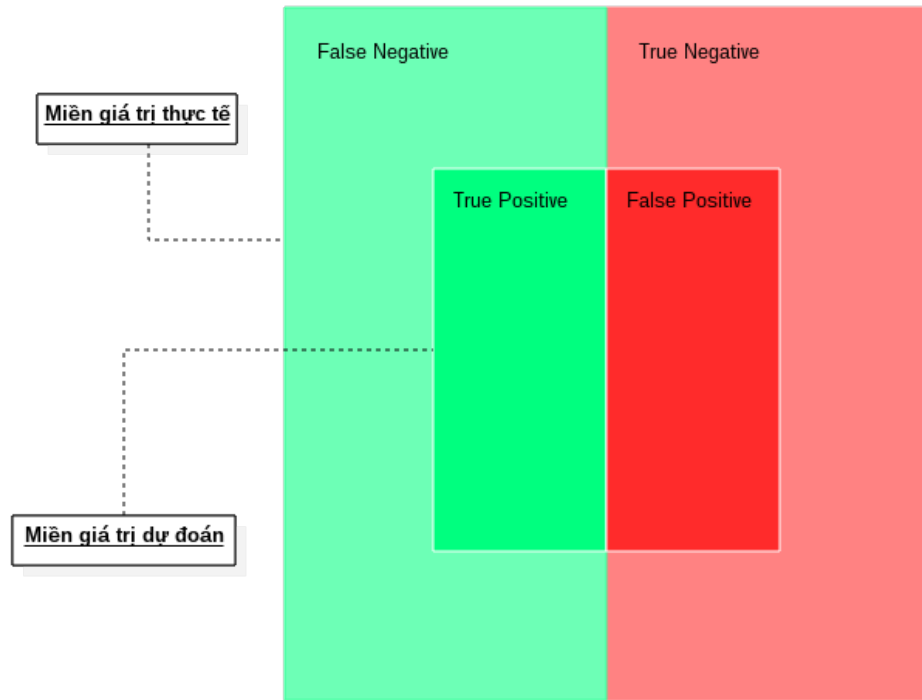 False Negative
True Negative
Miền giá trị thực tế
True Positive
False Positive
Miền giá trị dự đoán